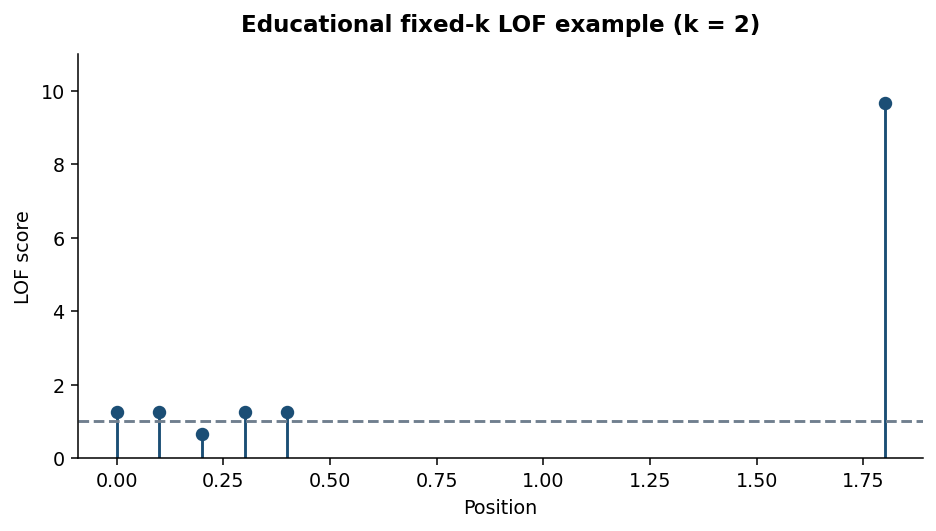 Educational fixed-k LOF example (k = 2)
LOF score
10
8
6
4
2
0
0.00 0.25 0.50 0.75 1.00 1.25 1.50 1.75
Position